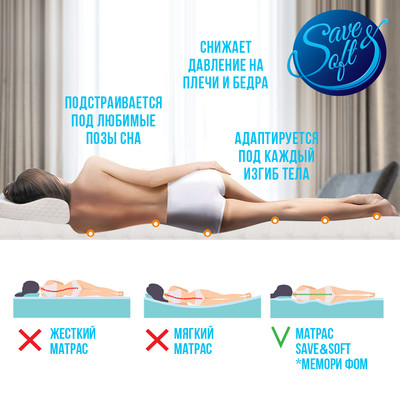 Save &
Soft
СНИЖАЕТ
ДАВЛЕНИЕ НА
ПЛЕЧИ И БЕДРА
ПОДСТРАИВАЕТСЯ
ПОД ЛЮБИМЫЕ
ПОЗЫ СНА
АДАПТИРУЕТСЯ
ПОД КАЖДЫЙ
ИЗГИБ ТЕЛА
ЖЕСТКИЙ
МАТРАС
МЯГКИЙ
МАТРАС
МАТРАС
SAVE&SOFT
*МЕМОРИ ФОМ